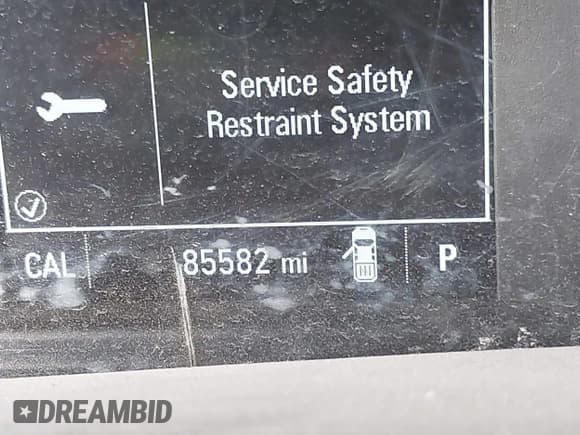 Service Safety
Restraint System
CAL 85582 mi P
DREAMBID